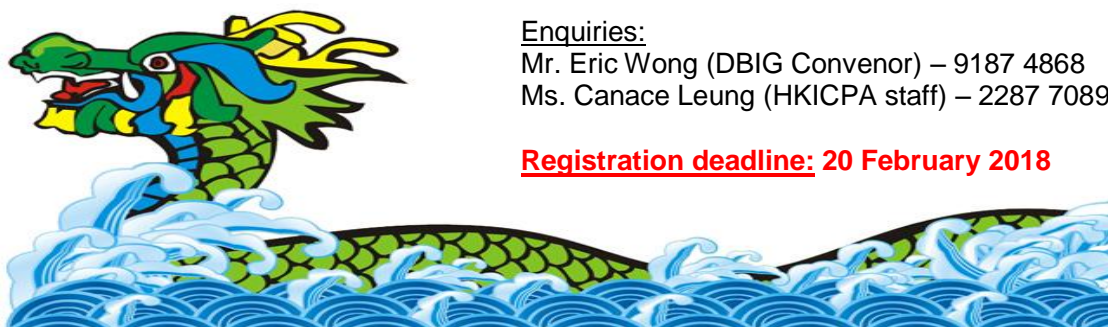 Enquiries:
Mr. Eric Wong (DBIG Convenor) – 9187 4868
Ms. Canace Leung (HKICPA staff) – 2287 7089
Registration deadline: 20 February 2018